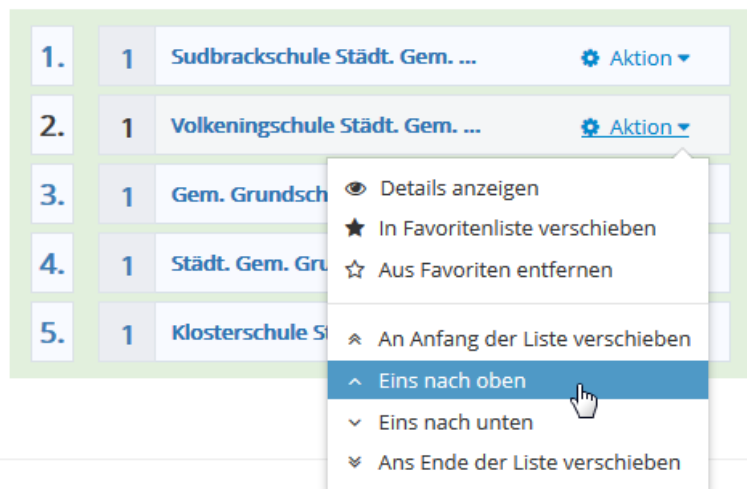 1. 1 Sudbrackschule Städt. Gem. ... Aktion
2. 1 Volkeningschule Städt. Gem. ... Aktion
3. 1 Gem. Grundsch
4. 1 Städt. Gem.
5. 1 Klosterschule
Details anzeigen
In Favoritenliste verschieben
Aus Favoriten entfernen
An Anfang der Liste verschieben
Eins nach oben
Eins nach unten
Ans Ende der Liste verschieben